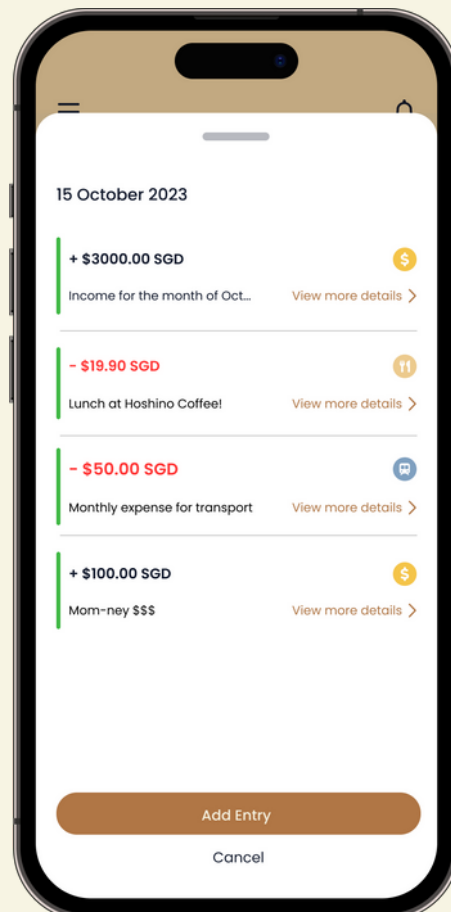 15 October 2023
+ $3000.00 SGD
Income for the month of Oct... View more details
- $19.90 SGD
Lunch at Hoshino Coffee! View more details
- $50.00 SGD
Monthly expense for transport View more details
+ $100.00 SGD
Mom-ney $$$ View more details
Add Entry
Cancel